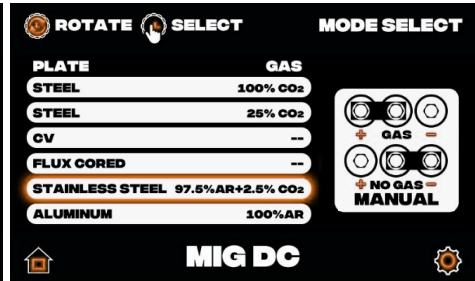 ROTATE SELECT MODE SELECT
PLATE GAS
STEEL 100% CO₂
STEEL 25% CO₂
CV --
FLUX CORED --
STAINLESS STEEL 97.5%AR+2.5% CO₂
ALUMINUM 100%AR
+ GAS -
+ NO GAS -
MANUAL
MIG DC